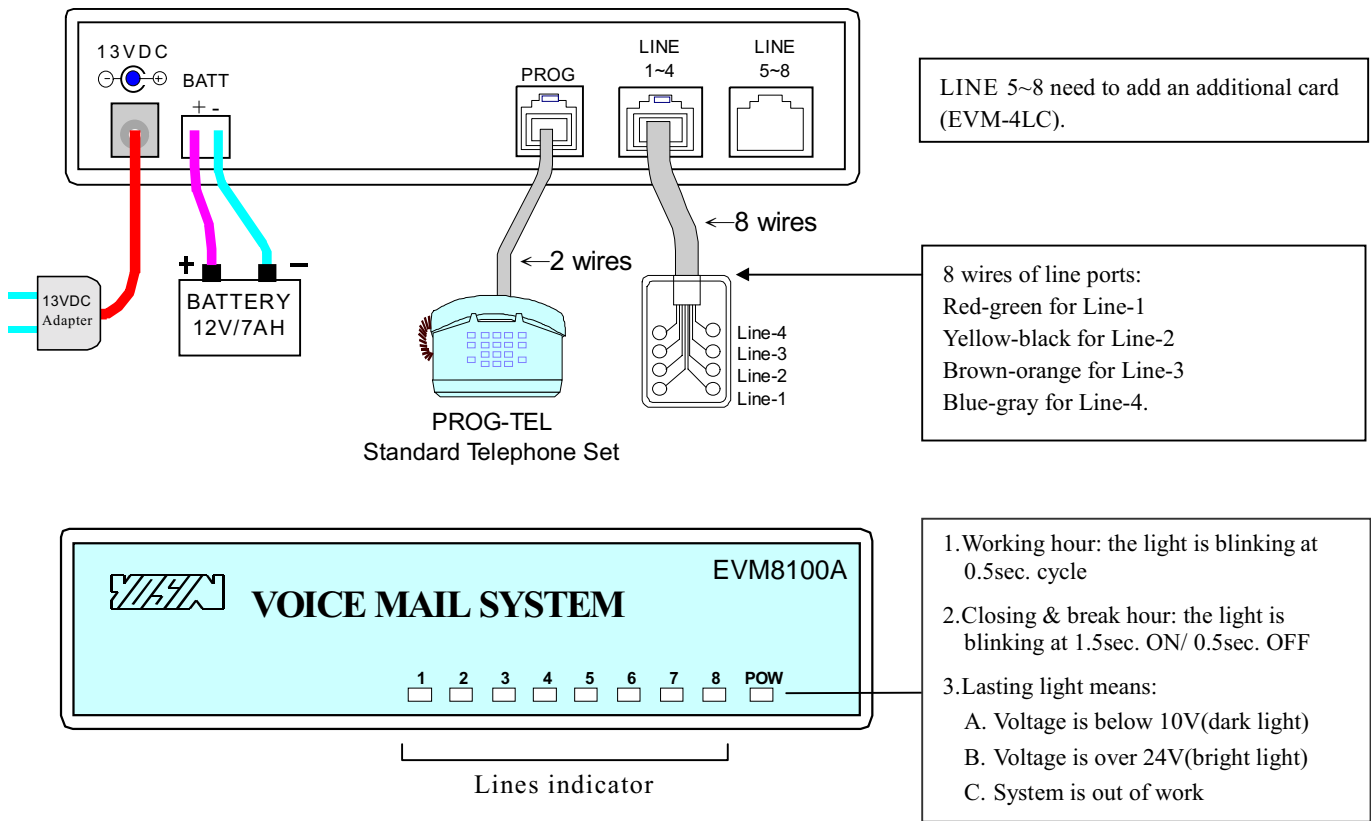 13VDC
BATT
+ -
PROG
LINE
1~4
LINE
5~8
LINE 5~8 need to add an additional card
(EVM-4LC).
←8 wires
←2 wires
+ −
BATTERY
12V/7AH
13VDC
Adapter
Line-4
Line-3
Line-2
Line-1
8 wires of line ports:
Red-green for Line-1
Yellow-black for Line-2
Brown-orange for Line-3
Blue-gray for Line-4.
PROG-TEL
Standard Telephone Set
YOSIN
VOICE MAIL SYSTEM
EVM8100A
1 2 3 4 5 6 7 8 POW
Lines indicator
1.Working hour: the light is blinking at
0.5sec. cycle
2.Closing & break hour: the light is
blinking at 1.5sec. ON/ 0.5sec. OFF
3.Lasting light means:
A. Voltage is below 10V(dark light)
B. Voltage is over 24V(bright light)
C. System is out of work